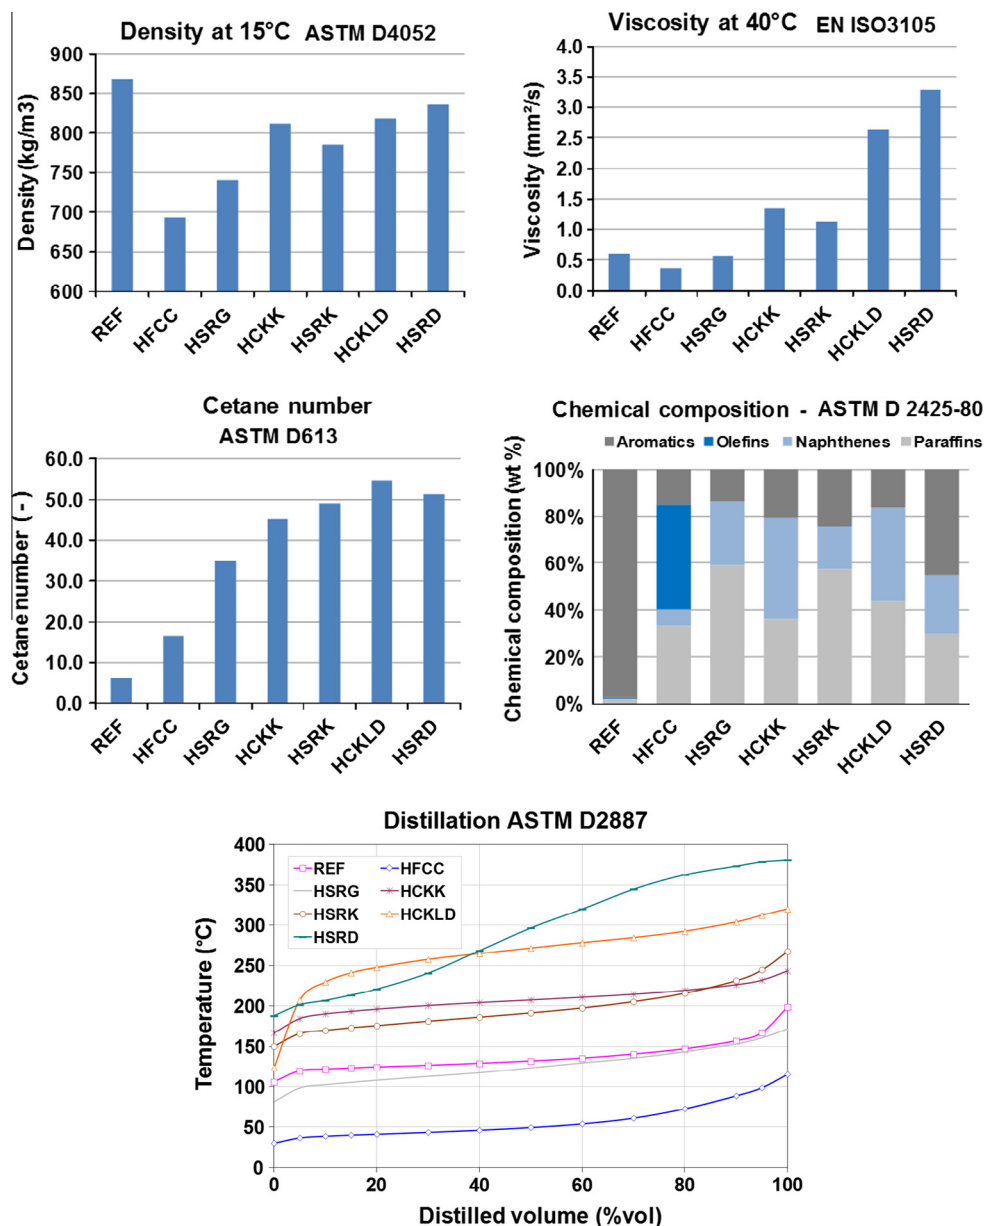 Density at 15°C ASTM D4052
Density (kg/m3)
900
850
800
750
700
650
600
REF
HFCC
HSRG
HCKK
HSRK
HCKLD
HSRD
Viscosity at 40°C EN ISO3105
Viscosity (mm²/s)
4.0
3.5
3.0
2.5
2.0
1.5
1.0
0.5
0.0
REF
HFCC
HSRG
HCKK
HSRK
HCKLD
HSRD
Cetane number
ASTM D613
Cetane number (-)
60.0
50.0
40.0
30.0
20.0
10.0
0.0
REF
HFCC
HSRG
HCKK
HSRK
HCKLD
HSRD
Chemical composition - ASTM D 2425-80
Aromatics Olefins Naphthenes Paraffins
Chemical composition (wt %)
100%
80%
60%
40%
20%
0%
REF
HFCC
HSRG
HCKK
HSRK
HCKLD
HSRD
Distillation ASTM D2887
Temperature (°C)
400
350
300
250
200
150
100
50
0
REF HFCC
HSRG HCKK
HSRK HCKLD
HSRD
0 20 40 60 80 100
Distilled volume (%vol)